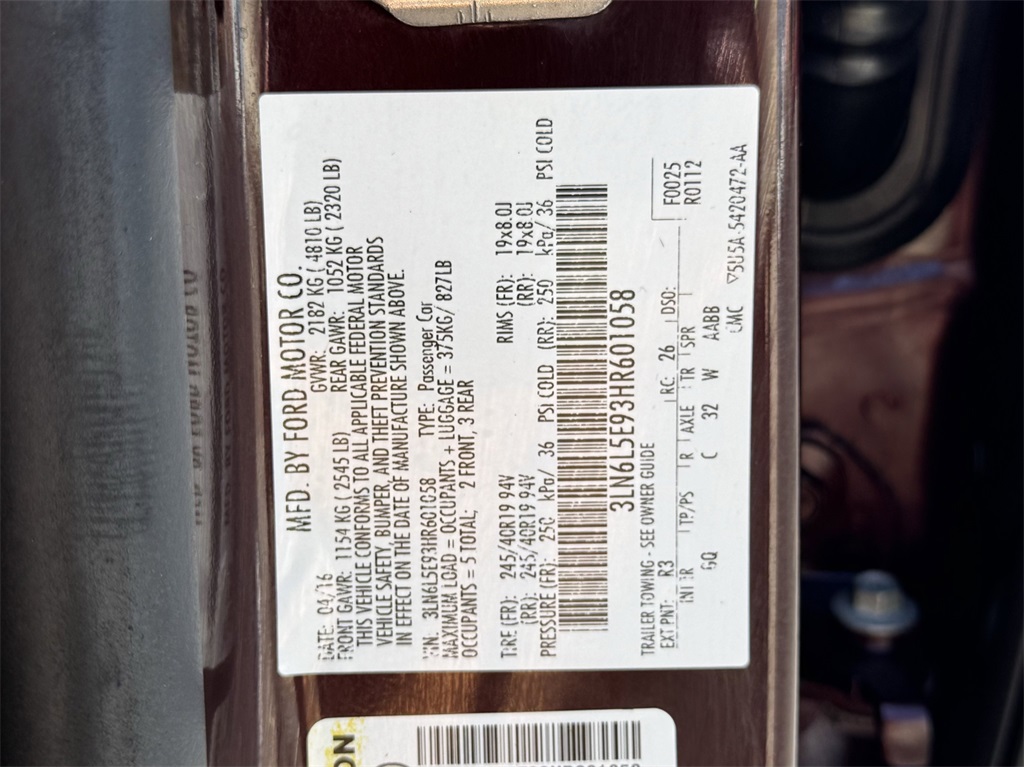 MFD. BY FORD MOTOR CO.
DATE: 04/16 GVWR: 2182 KG ( 4810 LB)
FRONT GAWR: 1154 KG ( 2545 LB) REAR GAWR: 1052 KG ( 2320 LB)
THIS VEHICLE CONFORMS TO ALL APPLICABLE FEDERAL MOTOR
VEHICLE SAFETY, BUMPER, AND THEFT PREVENTION STANDARDS
IN EFFECT ON THE DATE OF MANUFACTURE SHOWN ABOVE.
VIN: 3LN6L5E93HR601058 TYPE: Passenger Car
MAXIMUM LOAD = OCCUPANTS + LUGGAGE = 375KG/ 827LB
OCCUPANTS = 5 TOTAL; 2 FRONT, 3 REAR
TIRE (FR): 245/40R19 94V RIMS (FR): 19x8.0J
(RR): 245/40R19 94V (RR): 19x8.0J
PRESSURE (FR): 250 kPa/ 36 PSI COLD (RR): 250 kPa/ 36 PSI COLD
3LN6L5E93HR601058
TRAILER TOWING - SEE OWNER GUIDE F0025
EXT PNT: R3 RC: 26 DSO: R0112
INT TR TP/PS R AXLE TR SPR
GQ C 32 W AABB
LMC ▽5U5A-5420472-AA
ON